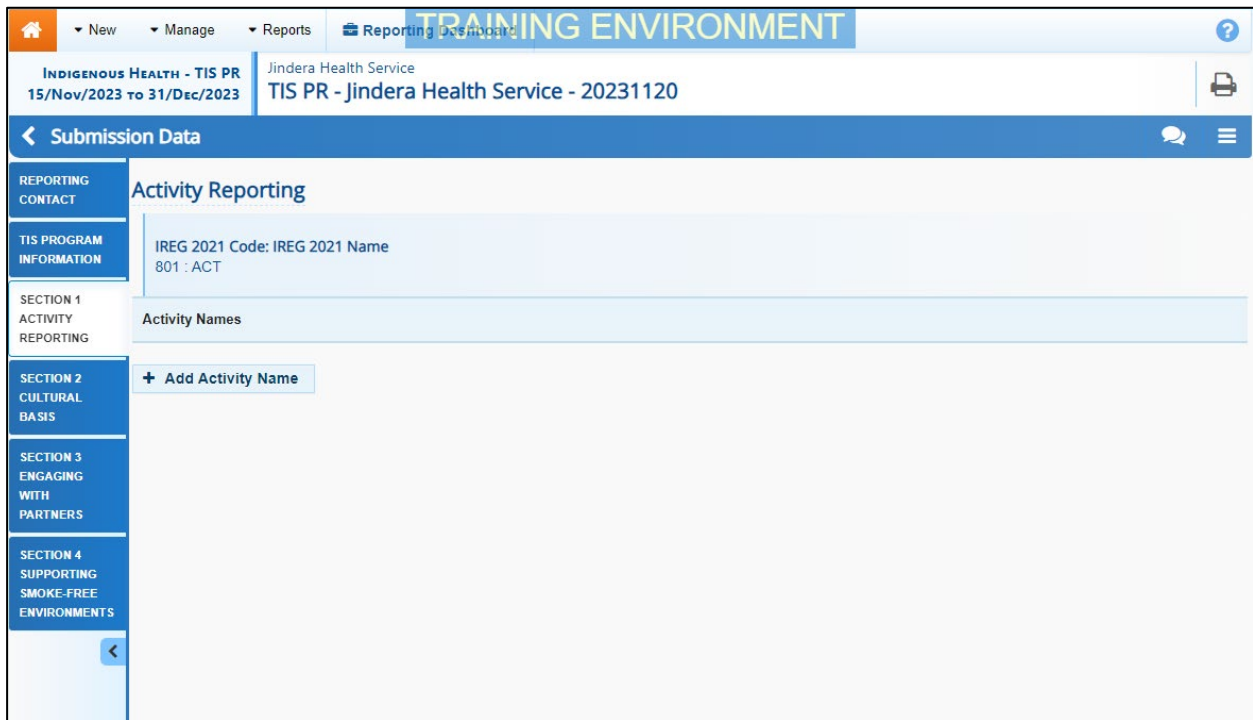 New
Manage
Reports
Reporting Dashboard
TRAINING ENVIRONMENT
INDIGENOUS HEALTH - TIS PR
15/NOV/2023 TO 31/DEC/2023
Jindera Health Service
TIS PR - Jindera Health Service - 20231120
Submission Data
REPORTING
CONTACT
TIS PROGRAM
INFORMATION
SECTION 1
ACTIVITY
REPORTING
SECTION 2
CULTURAL
BASIS
SECTION 3
ENGAGING
WITH
PARTNERS
SECTION 4
SUPPORTING
SMOKE-FREE
ENVIRONMENTS
Activity Reporting
IREG 2021 Code: IREG 2021 Name
801 : ACT
Activity Names
+ Add Activity Name